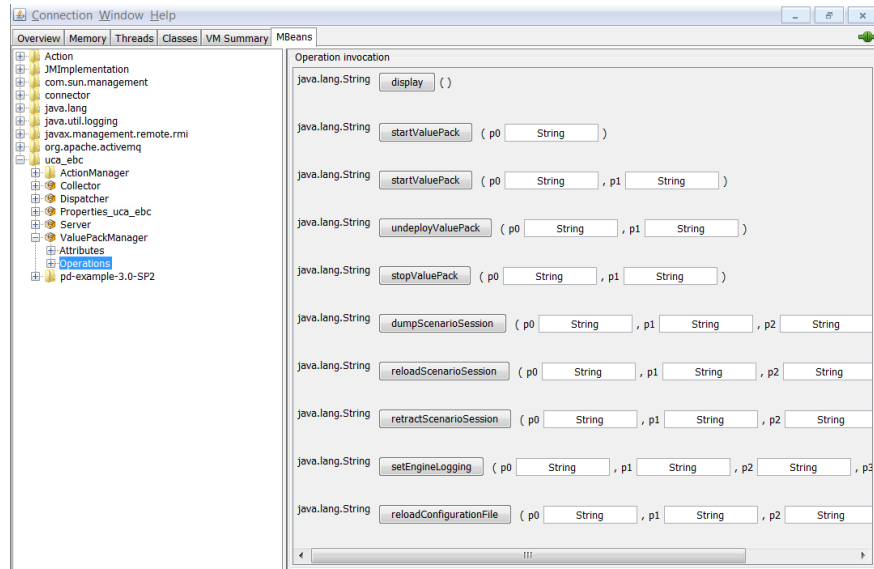 Connection Window Help
Overview Memory Threads Classes VM Summary MBeans
Action
JMImplementation
com.sun.management
connector
java.lang
java.util.logging
javax.management.remote.rmi
org.apache.activemq
uca_ebc
ActionManager
Collector
Dispatcher
Properties_uca_ebc
Server
ValuePackManager
Attributes
Operations
pd-example-3.0-SP2
Operation invocation
java.lang.String display ( )
java.lang.String startValuePack ( p0 String )
java.lang.String startValuePack ( p0 String , p1 String )
java.lang.String undeployValuePack ( p0 String , p1 String )
java.lang.String stopValuePack ( p0 String , p1 String )
java.lang.String dumpScenarioSession ( p0 String , p1 String , p2 String
java.lang.String reloadScenarioSession ( p0 String , p1 String , p2 String
java.lang.String retractScenarioSession ( p0 String , p1 String , p2 String
java.lang.String setEngineLogging ( p0 String , p1 String , p2 String , p3
java.lang.String reloadConfigurationFile ( p0 String , p1 String , p2 String